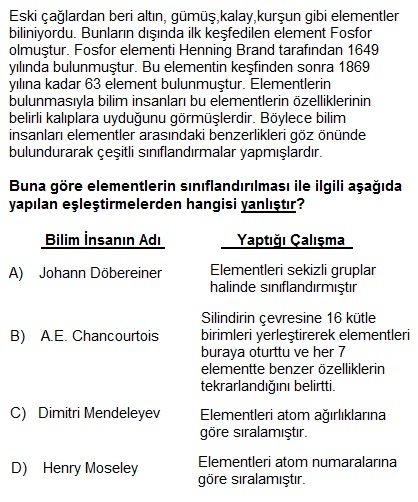 Eski çağlardan beri altın, gümüş,kalay,kurşun gibi elementler
biliniyordu. Bunların dışında ilk keşfedilen element Fosfor
olmuştur. Fosfor elementi Henning Brand tarafından 1649
yılında bulunmuştur. Bu elementin keşfinden sonra 1869
yılına kadar 63 element bulunmuştur. Elementlerin
bulunmasıyla bilim insanları bu elementlerin özelliklerinin
belirli kalıplara uyduğunu görmüşlerdir. Böylece bilim
insanları elementler arasındaki benzerlikleri göz önünde
bulundurarak çeşitli sınıflandırmalar yapmışlardır.
Buna göre elementlerin sınıflandırılması ile ilgili aşağıda
yapılan eşleştirmelerden hangisi yanlıştır?
Bilim İnsanın Adı Yaptığı Çalışma
A) Johann Döbereiner Elementleri sekizli gruplar
halinde sınıflandırmıştır
Silindirin çevresine 16 kütle
birimleri yerleştirerek elementleri
B) A.E. Chancourtois buraya oturttu ve her 7
elementte benzer özelliklerin
tekrarlandığını belirtti.
C) Dimitri Mendeleyev Elementleri atom ağırlıklarına
göre sıralamıştır.
D) Henry Moseley Elementleri atom numaralarına
göre sıralamıştır.